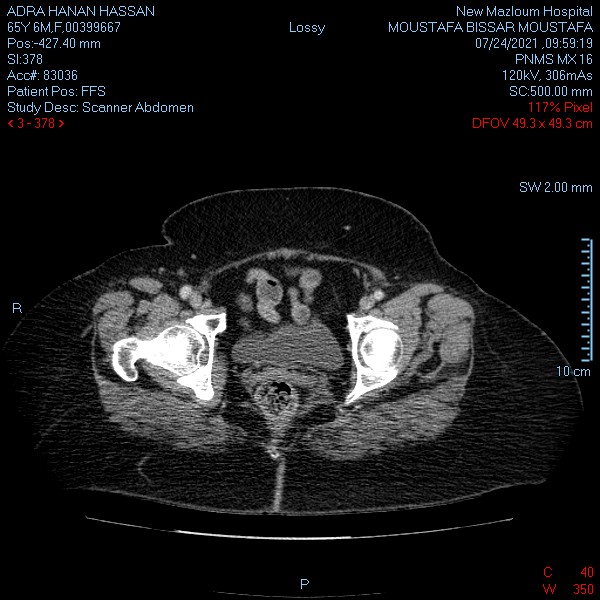 ADRA HANAN HASSAN
65Y 6M,F,00399667
Pos:-427.40 mm
SI:378
Acc#: 83036
Patient Pos: FFS
Study Desc: Scanner Abdomen
< 3 - 378 >
Lossy
New Mazloum Hospital
MOUSTAFA BISSAR MOUSTAFA
07/24/2021 ,09:59:19
PNMS MX 16
120kV, 306mAs
SC:500.00 mm
117% Pixel
DFOV 49.3 x 49.3 cm
SW 2.00 mm
R
10 cm
P
C 40
W 350